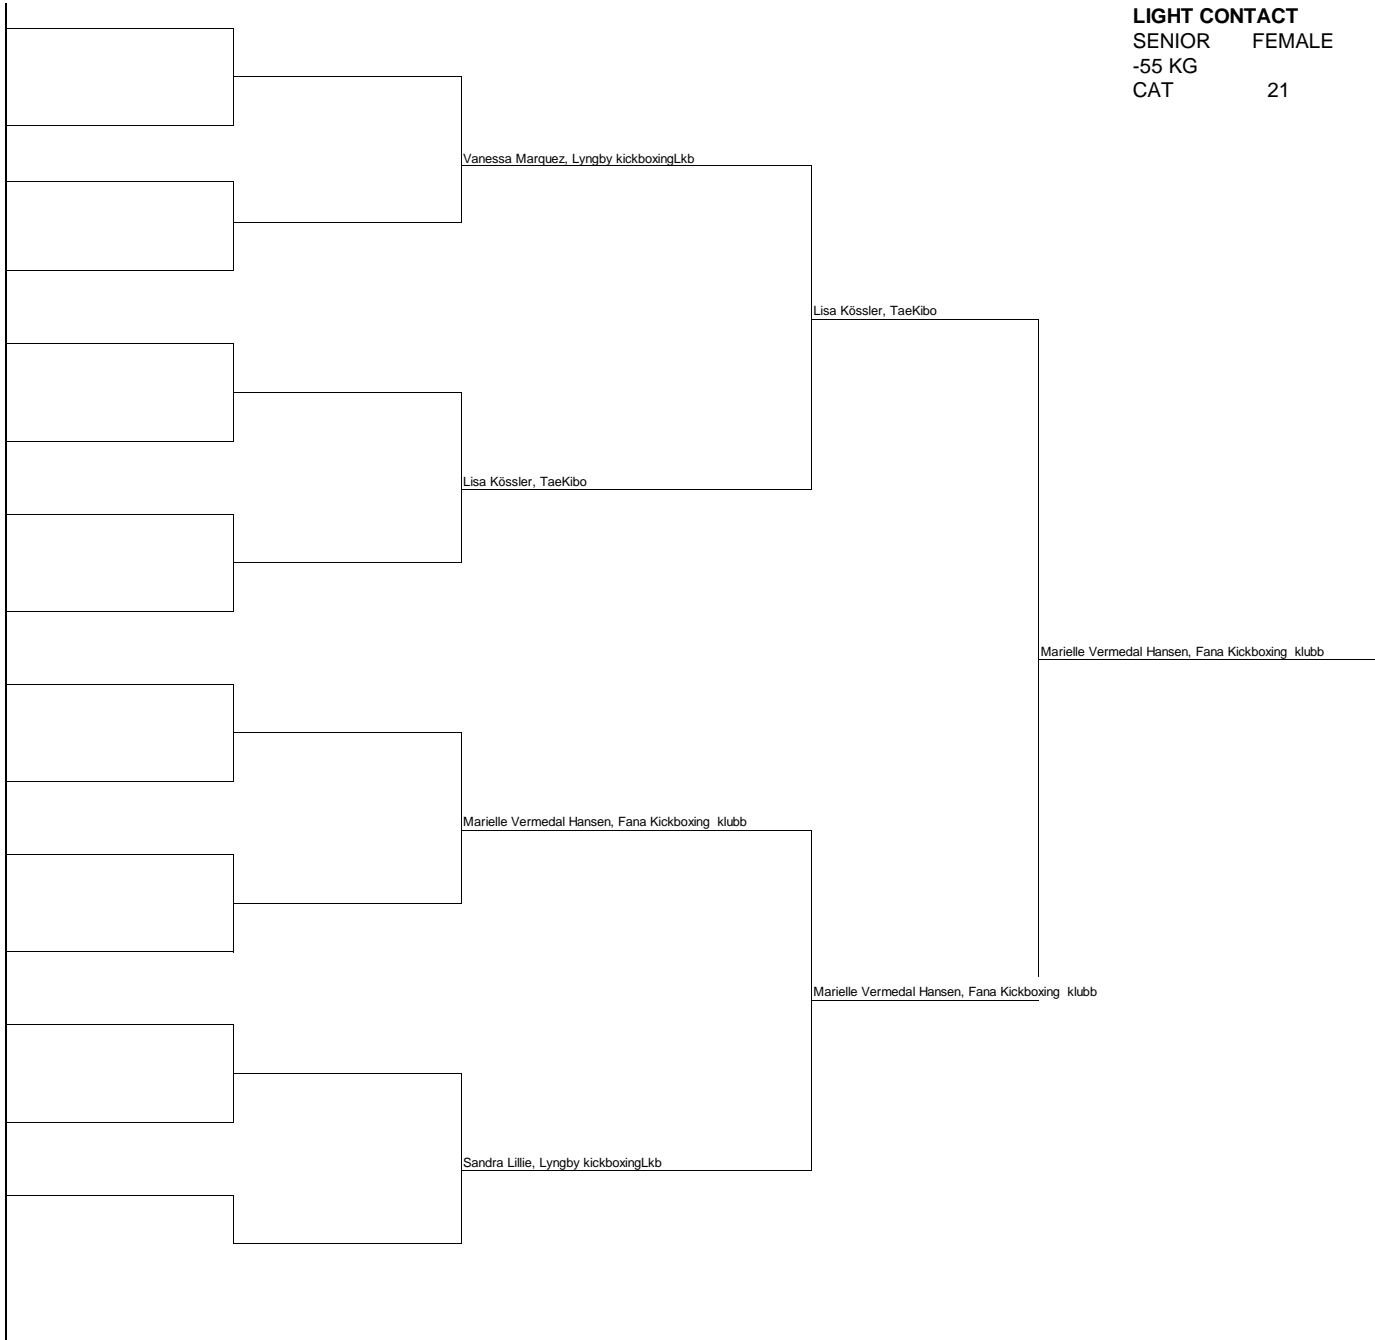 LIGHT CONTACT
SENIOR FEMALE
-55 KG
CAT 21
Vanessa Marquez, Lyngby kickboxingLkb
Lisa Kössler, TaeKibo
Lisa Kössler, TaeKibo
Marielle Vermedal Hansen, Fana Kickboxing klubb
Marielle Vermedal Hansen, Fana Kickboxing klubb
Marielle Vermedal Hansen, Fana Kickboxing klubb
Sandra Lillie, Lyngby kickboxingLkb